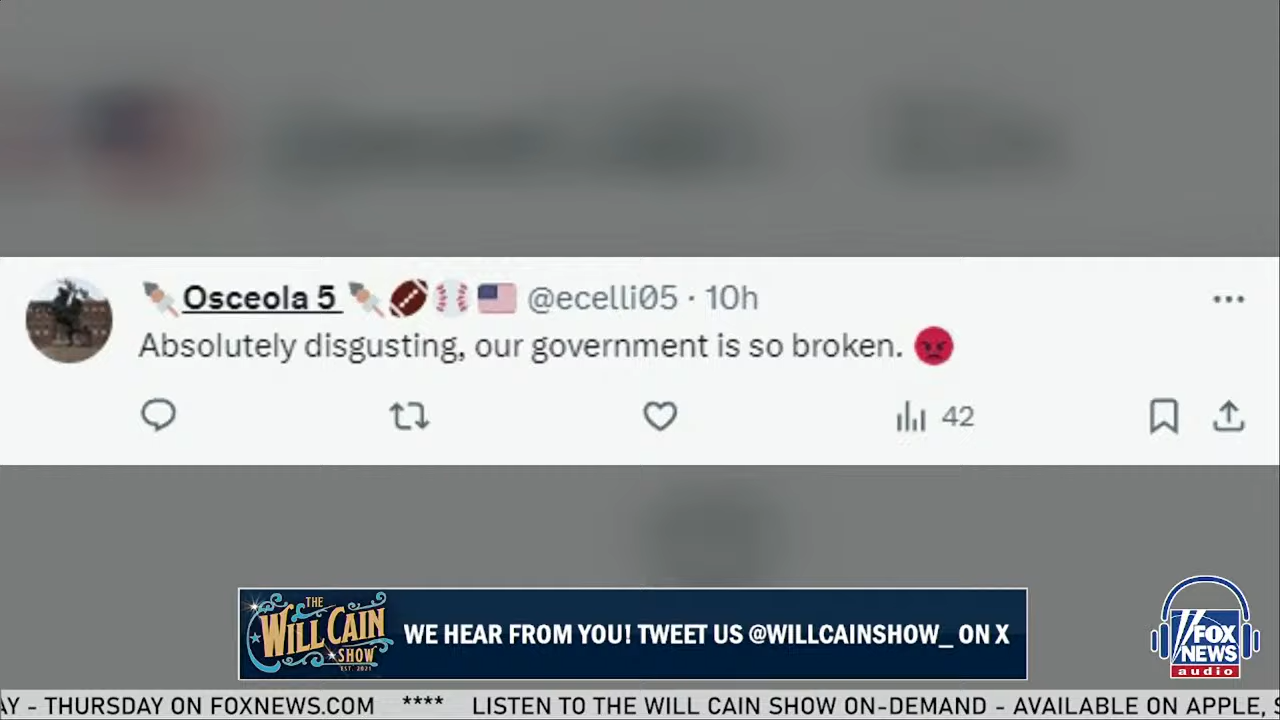 Osceola 5 @ecelli05 · 10h
Absolutely disgusting, our government is so broken.
42
THE
WILL CAIN
SHOW
EST. 2021
WE HEAR FROM YOU! TWEET US @WILLCAINSHOW_ ON X
FOX
NEWS
audio
AY - THURSDAY ON FOXNEWS.COM **** LISTEN TO THE WILL CAIN SHOW ON-DEMAND - AVAILABLE ON APPLE, S